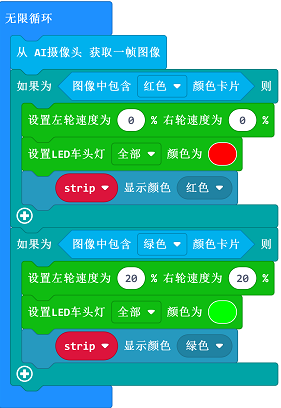 无限循环
从 AI摄像头 获取一帧图像
如果为 图像中包含 红色 颜色卡片 则
设置左轮速度为 0 % 右轮速度为 0 %
设置LED车头灯 全部 颜色为
strip 显示颜色 红色
如果为 图像中包含 绿色 颜色卡片 则
设置左轮速度为 20 % 右轮速度为 20 %
设置LED车头灯 全部 颜色为
strip 显示颜色 绿色